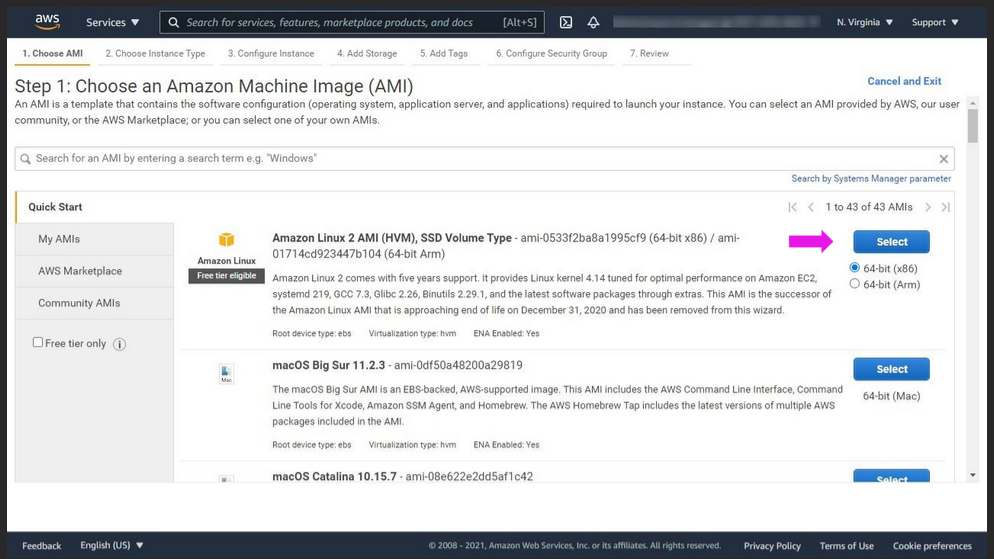 aws
Services
Search for services, features, marketplace products, and docs
[Alt+S]
N. Virginia
Support
1. Choose AMI
2. Choose Instance Type
3. Configure Instance
4. Add Storage
5. Add Tags
6. Configure Security Group
7. Review
Step 1: Choose an Amazon Machine Image (AMI)
Cancel and Exit
An AMI is a template that contains the software configuration (operating system, application server, and applications) required to launch your instance. You can select an AMI provided by AWS, our user
community, or the AWS Marketplace; or you can select one of your own AMIs.
Search for an AMI by entering a search term e.g. "Windows"
Search by Systems Manager parameter
Quick Start
1 to 43 of 43 AMIs
My AMIs
AWS Marketplace
Community AMIs
Free tier only
Amazon Linux
Free tier eligible
Amazon Linux 2 AMI (HVM), SSD Volume Type - ami-0533f2ba8a1995cf9 (64-bit x86) / ami-
01714cd923447b104 (64-bit Arm)
Amazon Linux 2 comes with five years support. It provides Linux kernel 4.14 tuned for optimal performance on Amazon EC2,
systemd 219, GCC 7.3, Glibc 2.26, Binutils 2.29.1, and the latest software packages through extras. This AMI is the successor of
the Amazon Linux AMI that is approaching end of life on December 31, 2020 and has been removed from this wizard.
Root device type: ebs
Virtualization type: hvm
ENA Enabled: Yes
Select
64-bit (x86)
64-bit (Arm)
Mac
macOS Big Sur 11.2.3 - ami-0df50a48200a29819
The macOS Big Sur AMI is an EBS-backed, AWS-supported image. This AMI includes the AWS Command Line Interface, Command
Line Tools for Xcode, Amazon SSM Agent, and Homebrew. The AWS Homebrew Tap includes the latest versions of multiple AWS
packages included in the AMI.
Root device type: ebs
Virtualization type: hvm
ENA Enabled: Yes
Select
64-bit (Mac)
macOS Catalina 10.15.7 - ami-08e622e2dd5af1c42
Select
Feedback
English (US)
© 2008 - 2021, Amazon Web Services, Inc. or its affiliates. All rights reserved.
Privacy Policy
Terms of Use
Cookie preferences